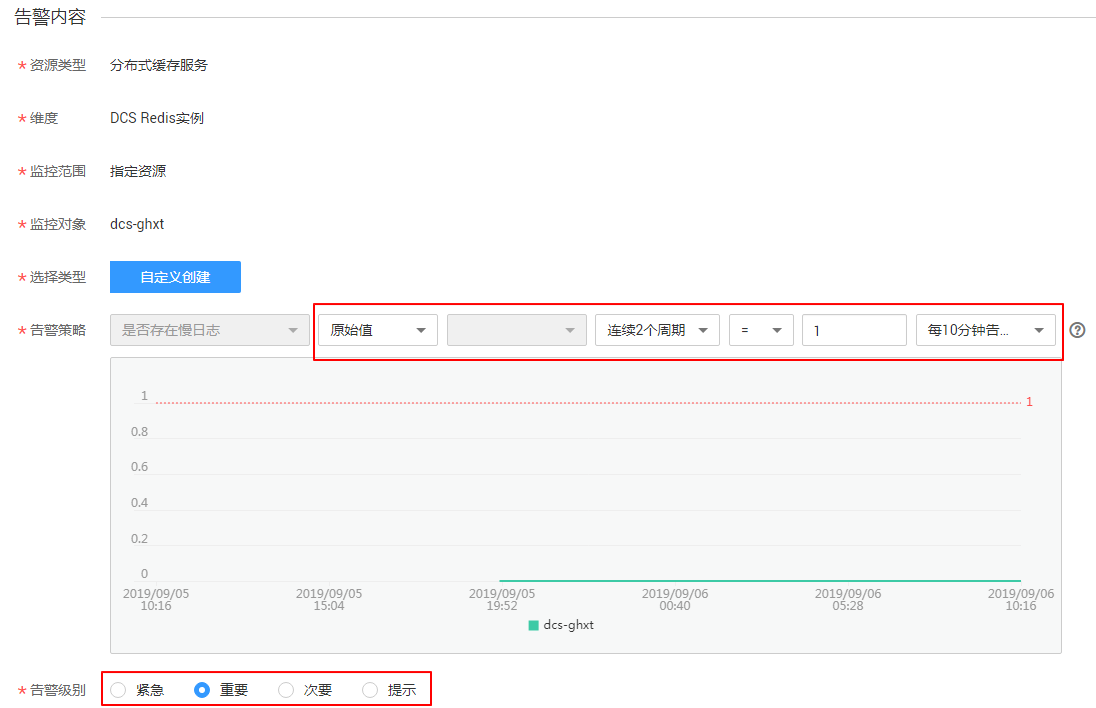 告警内容
* 资源类型 分布式缓存服务
* 维度 DCS Redis实例
* 监控范围 指定资源
* 监控对象 dcs-ghxt
* 选择类型 自定义创建
* 告警策略 是否存在慢日志 原始值 连续2个周期 = 1 每10分钟告... ?
1 1
0.8
0.6
0.4
0.2
0
2019/09/05 2019/09/05 2019/09/05 2019/09/06 2019/09/06 2019/09/06
10:16 15:04 19:52 00:40 05:28 10:16
dcs-ghxt
* 告警级别 紧急 重要 次要 提示